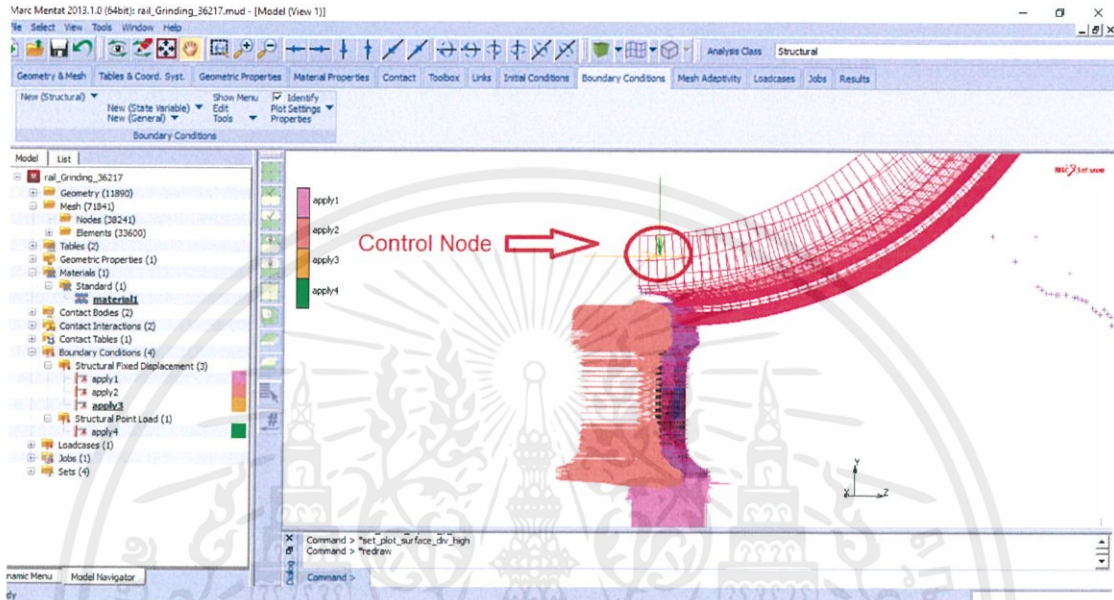 Marc Mentat 2013.1.0 (64bit): rail_Grinding_36217.mud - [Model (View 1)]
File Select View Tools Window Help
Analysis Class Structural
Geometry & Mesh Tables & Coord. Syst. Geometric Properties Material Properties Contact Toolbox Links Initial Conditions Boundary Conditions Mesh Adaptivity Loadcases Jobs Results
New (Structural) Show Menu Identify
New (State Variable) Edit Plot Settings
New (General) Tools Properties
Boundary Conditions
Model List
rail_Grinding_36217
Geometry (11890)
Mesh (71841)
Nodes (38241)
Elements (33600)
Tables (2)
Geometric Properties (1)
Materials (1)
Standard (1)
material1
Contact Bodies (2)
Contact Interactions (2)
Contact Tables (1)
Boundary Conditions (4)
Structural Fixed Displacement (3)
apply1
apply2
apply3
Structural Point Load (1)
apply4
Loadcases (1)
Jobs (1)
Sets (4)
apply1
apply2
apply3
apply4
Control Node
MSC Software
Y
X Z
Command > *set_plot_surface_div_high
Command > *redraw
Command >
Dialog
namic Menu Model Navigator
dy